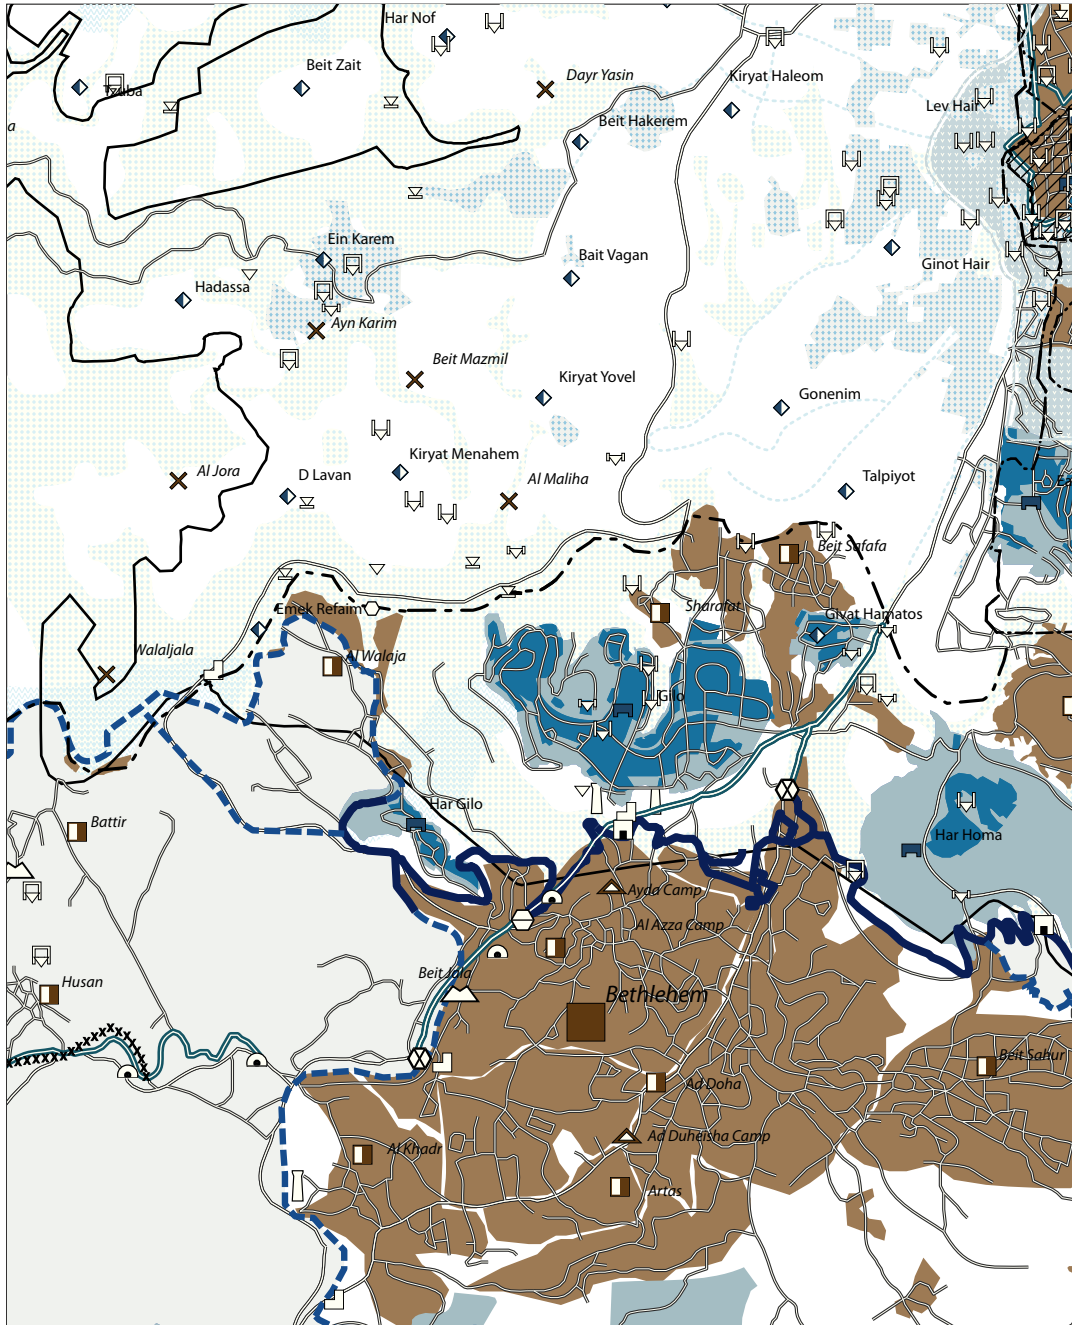 Har Nof
Beit Zait
Dayr Yasin
Kiryat Haleom
Tzuba
Lev Hair
a
Beit Hakerem
Ein Karem
Bait Vagan
Ginot Hair
Hadassa
Ayn Karim
Beit Mazmil
Kiryat Yovel
Gonenim
Kiryat Menahem
Al Jora
D Lavan
Al Maliha
Talpiyot
Ea
Beit Safafa
Emek Refaim
Sharafat
Givat Hamatos
Walaljala
Al Walaja
Gilo
Har Gilo
Battir
Har Homa
Ayda Camp
Al Azza Camp
Beit Jola
Husan
Bethlehem
Beit Sahur
Ad Doha
Ad Duheisha Camp
Al Khadr
Artas